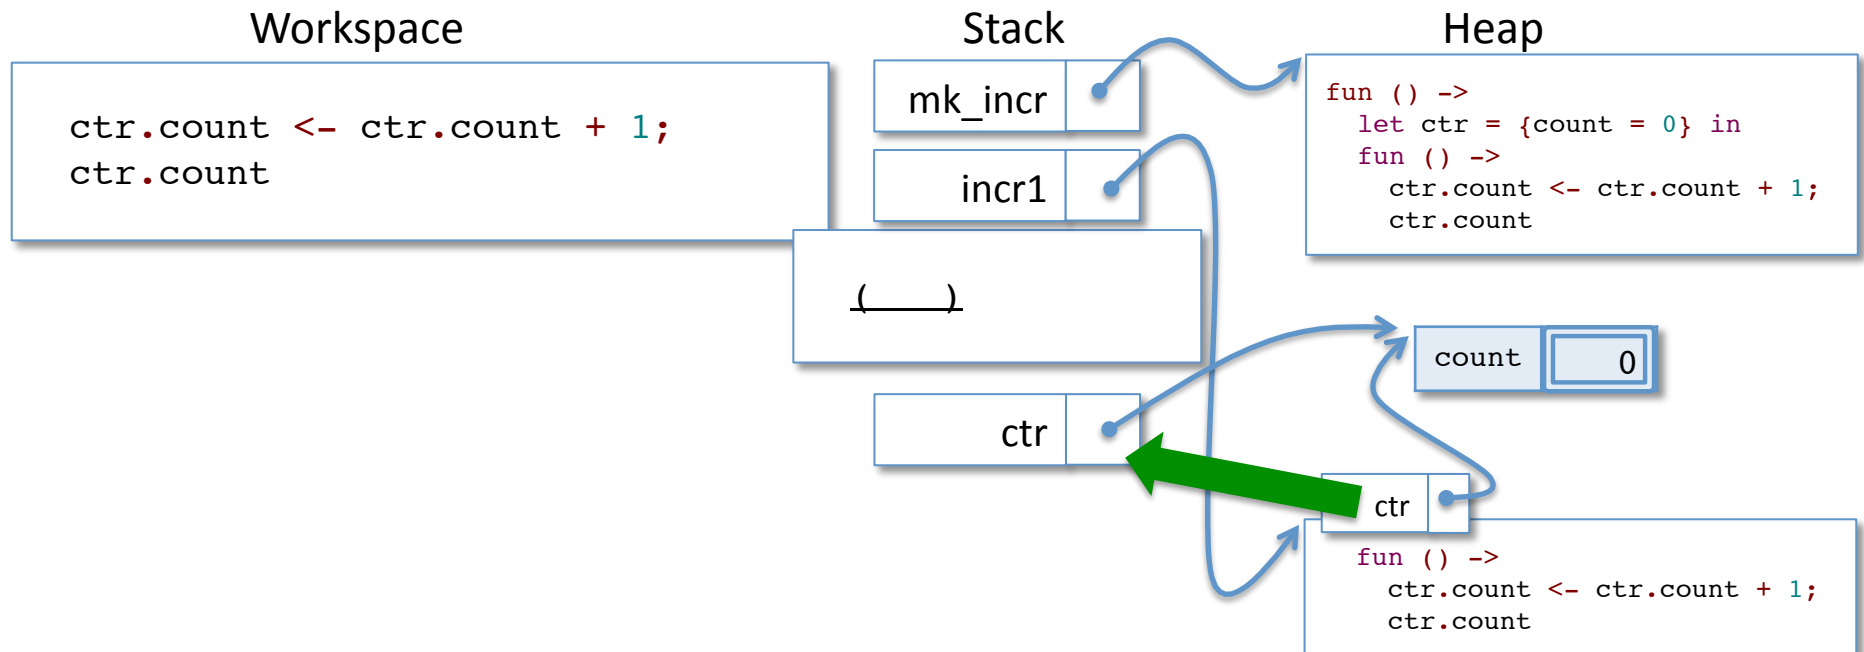 Workspace
ctr.count <- ctr.count + 1;
ctr.count
Stack
mk_incr
incr1
(    )
ctr
Heap
fun () ->
let ctr = {count = 0} in
fun () ->
ctr.count <- ctr.count + 1;
ctr.count
count 0
ctr
fun () ->
ctr.count <- ctr.count + 1;
ctr.count